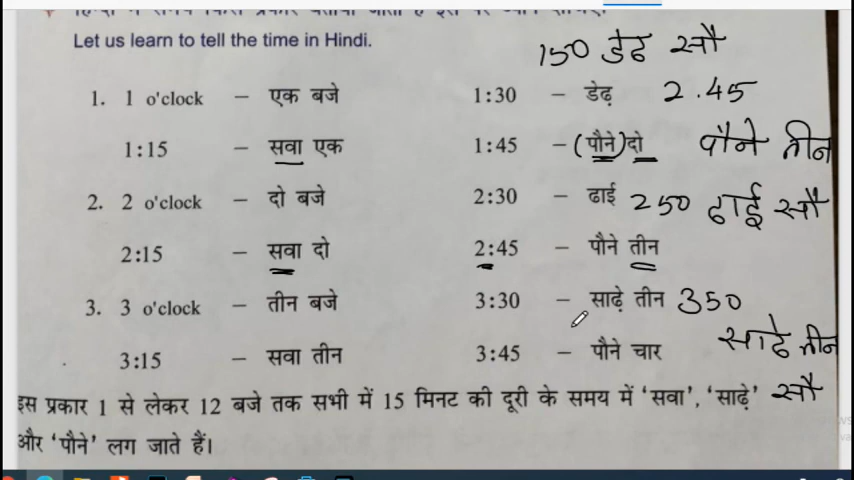 Let us learn to tell the time in Hindi.
150 डेढ सौ
1. 1 o'clock – एक बजे 1:30 – डेढ़ 2.45
1:15 – सवा एक 1:45 – (पौने) दो पौने तीन
2. 2 o'clock – दो बजे 2:30 – ढाई 250 ढाई सौ
2:15 – सवा दो 2:45 – पौने तीन
3. 3 o'clock – तीन बजे 3:30 – साढ़े तीन 350
3:15 – सवा तीन 3:45 – पौने चार साढे तीन
इस प्रकार 1 से लेकर 12 बजे तक सभी में 15 मिनट की दूरी के समय में 'सवा', 'साढ़े' सौ
और 'पौने' लग जाते हैं।